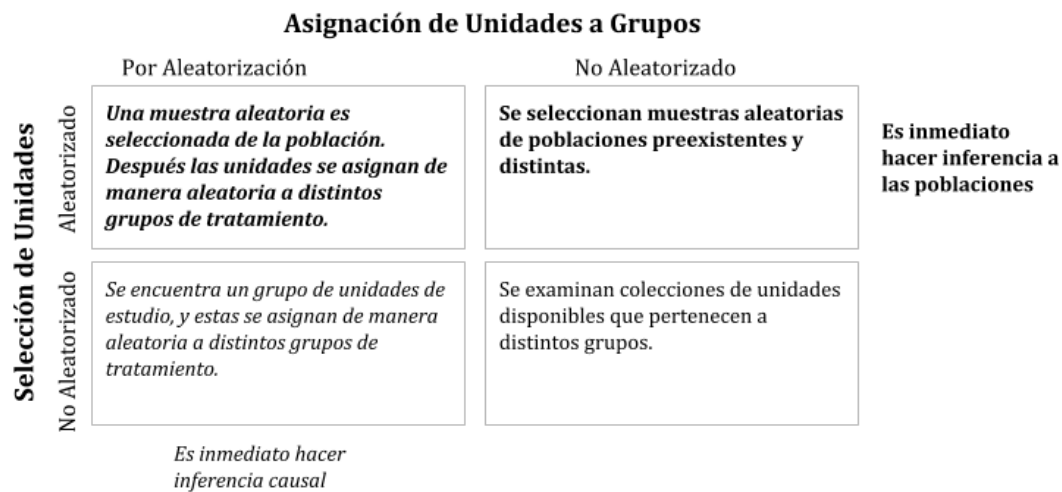 Asignación de Unidades a Grupos
Por Aleatorización
No Aleatorizado
Selección de Unidades
Aleatorizado
Una muestra aleatoria es
seleccionada de la población.
Después las unidades se asignan de
manera aleatoria a distintos
grupos de tratamiento.
Se seleccionan muestras aleatorias
de poblaciones preexistentes y
distintas.
Es inmediato
hacer inferencia a
las poblaciones
No Aleatorizado
Se encuentra un grupo de unidades de
estudio, y estas se asignan de manera
aleatoria a distintos grupos de
tratamiento.
Se examinan colecciones de unidades
disponibles que pertenecen a
distintos grupos.
Es inmediato hacer
inferencia causal